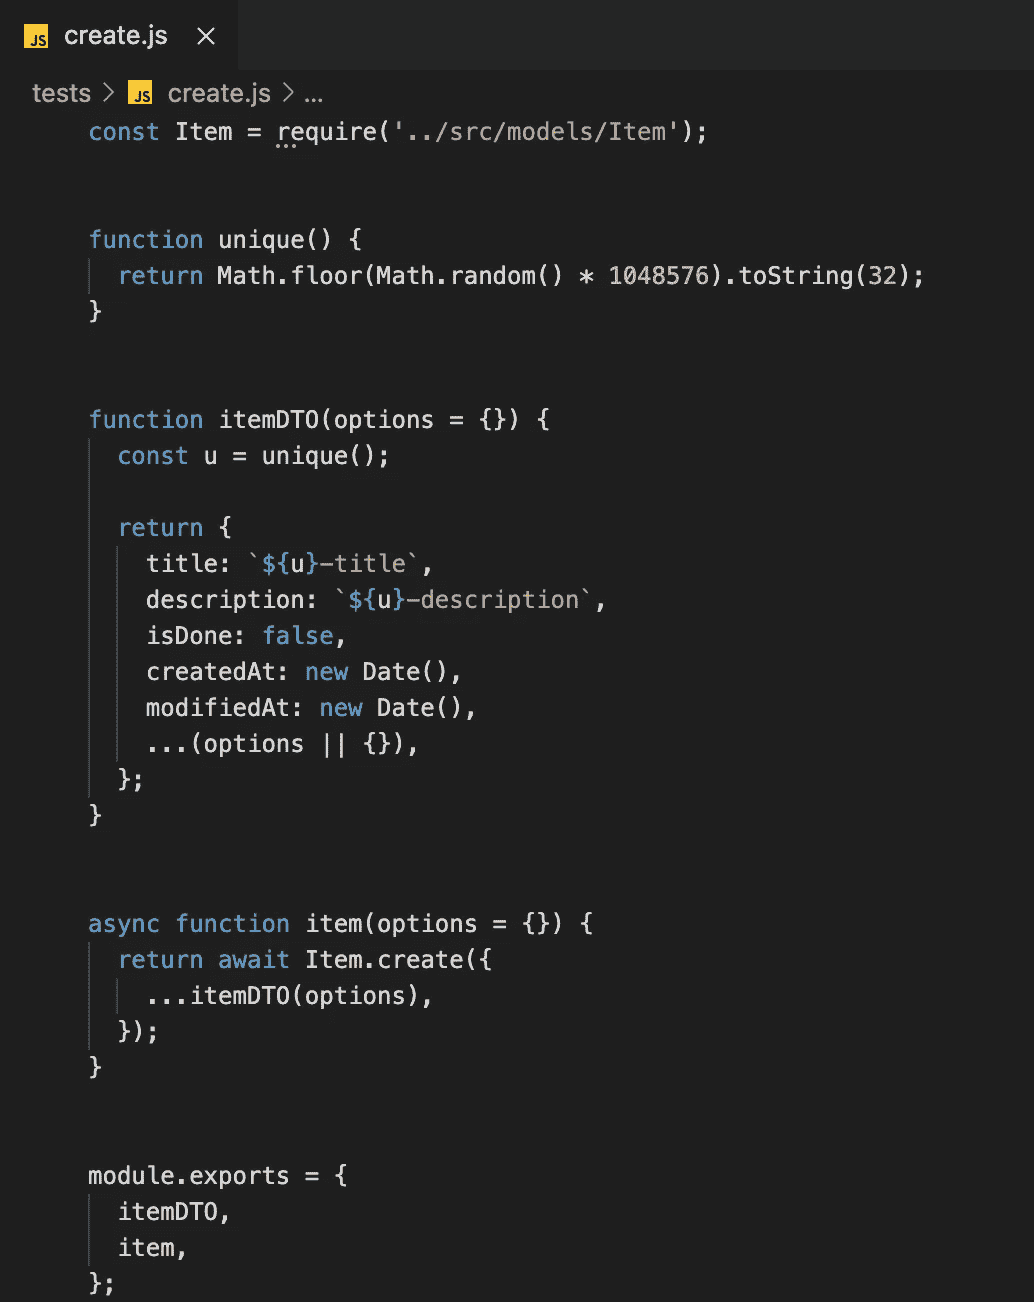 JS create.js ×
tests > JS create.js > ...
const Item = require('../src/models/Item');
function unique() {
  return Math.floor(Math.random() * 1048576).toString(32);
}
function itemDTO(options = {}) {
  const u = unique();
  return {
    title: `${u}-title`,
    description: `${u}-description`,
    isDone: false,
    createdAt: new Date(),
    modifiedAt: new Date(),
    ...(options || {}),
  };
}
async function item(options = {}) {
  return await Item.create({
    ...itemDTO(options),
  });
}
module.exports = {
  itemDTO,
  item,
};